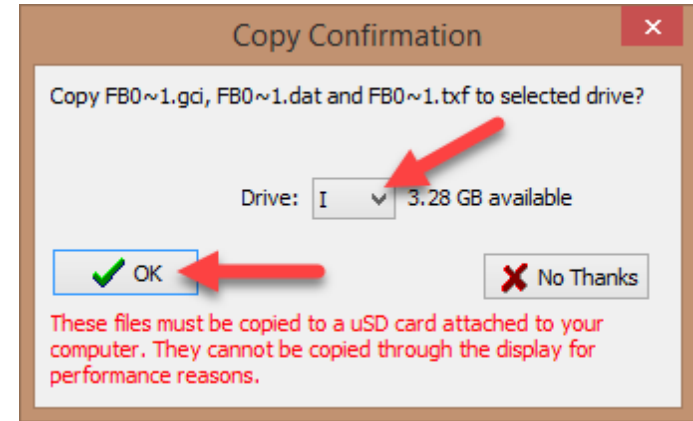 Copy Confirmation
Copy FB0~1.gci, FB0~1.dat and FB0~1.txf to selected drive?
Drive: I 3.28 GB available
OK No Thanks
These files must be copied to a uSD card attached to your
computer. They cannot be copied through the display for
performance reasons.